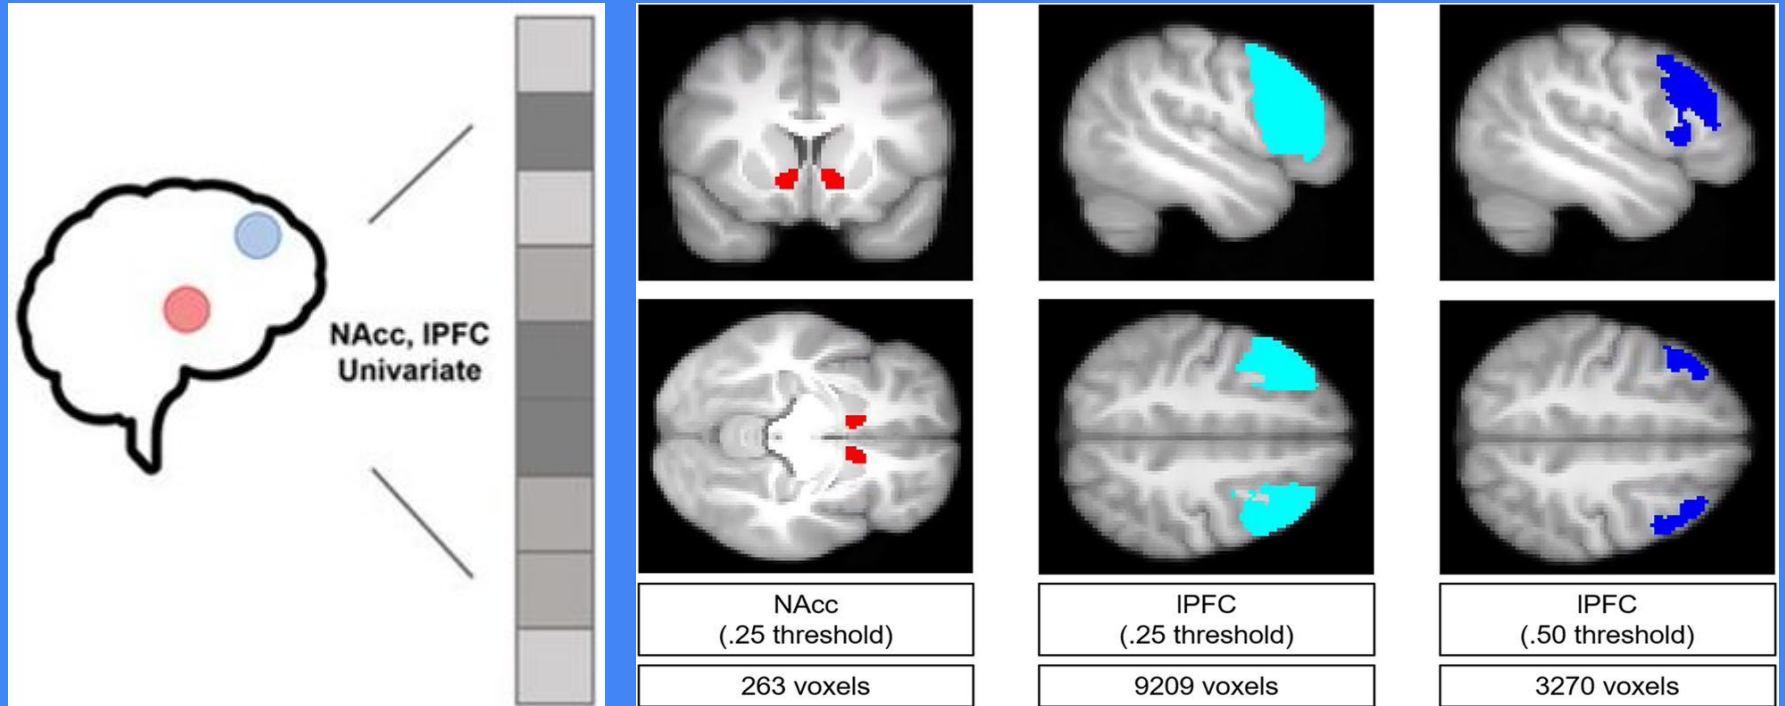 NAcc, lPFC
Univariate
NAcc
(.25 threshold)
263 voxels
lPFC
(.25 threshold)
9209 voxels
lPFC
(.50 threshold)
3270 voxels